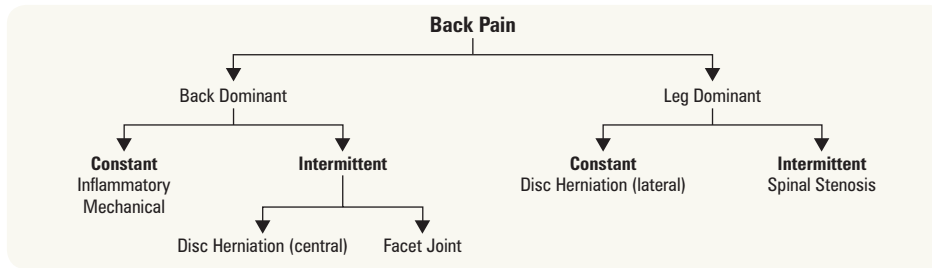 Back Pain
Back Dominant
Leg Dominant
Constant
Inflammatory
Mechanical
Intermittent
Disc Herniation (central)
Facet Joint
Constant
Disc Herniation (lateral)
Intermittent
Spinal Stenosis